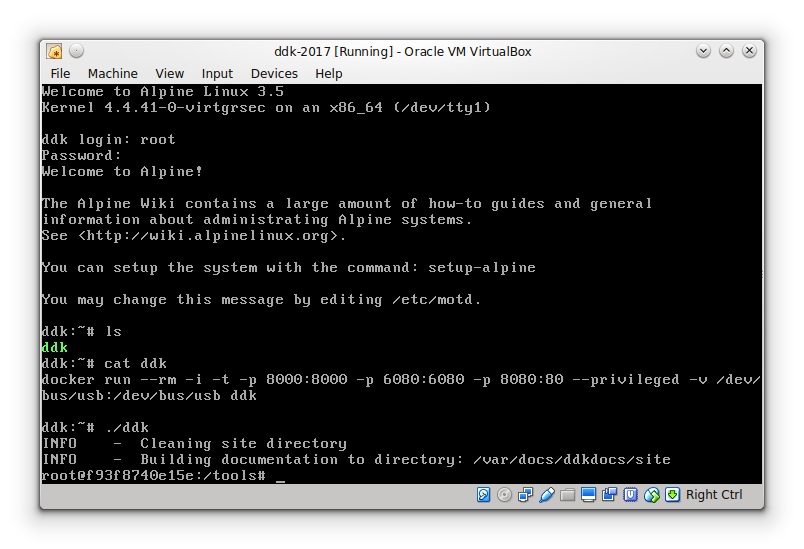 ddk-2017 [Running] - Oracle VM VirtualBox
File Machine View Input Devices Help
Welcome to Alpine Linux 3.5
Kernel 4.4.41-0-virtgrsec on an x86_64 (/dev/tty1)
ddk login: root
Password:
Welcome to Alpine!
The Alpine Wiki contains a large amount of how-to guides and general
information about administrating Alpine systems.
See <http://wiki.alpinelinux.org>.
You can setup the system with the command: setup-alpine
You may change this message by editing /etc/motd.
ddk:~# ls
ddk
ddk:~# cat ddk
docker run --rm -i -t -p 8000:8000 -p 6080:6080 -p 8080:80 --privileged -v /dev/
bus/usb:/dev/bus/usb ddk
ddk:~# ./ddk
INFO    -  Cleaning site directory
INFO    -  Building documentation to directory: /var/docs/ddkdocs/site
root@f93f8740e15e:/tools# _
Right Ctrl